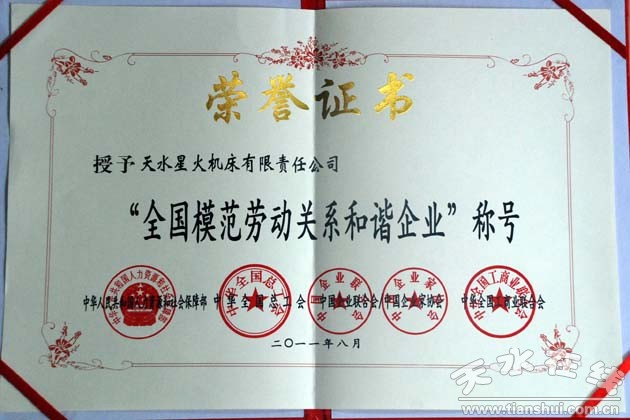 荣誉证书
授予天水星火机床有限责任公司
“全国模范劳动关系和谐企业”称号
中华人民共和国人力资源和社会保障部 中华全国总工会 中国企业联合会/中国企业家协会 中华全国工商业联合会
二〇一一年八月
天水在线
www.tianshui.com.cn